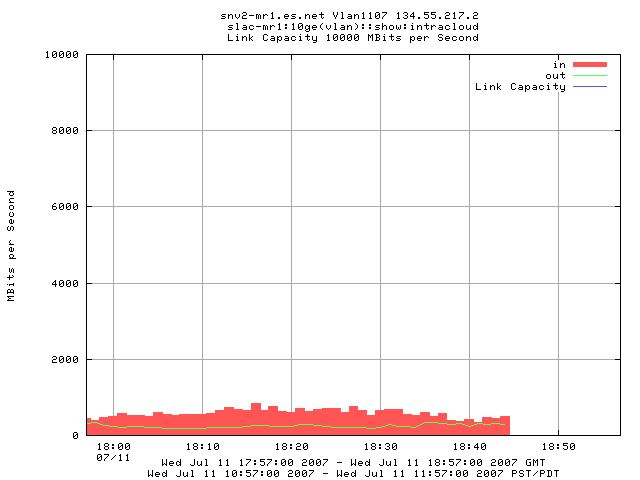 snv2-mr1.es.net Vlan1107 134.55.217.2
slac-mr1:10ge(vlan)::show:intracloud
Link Capacity 10000 MBits per Second
in
out
Link Capacity
MBits per Second
10000
8000
6000
4000
2000
0
18:00 18:10 18:20 18:30 18:40 18:50
07/11
Wed Jul 11 17:57:00 2007 - Wed Jul 11 18:57:00 2007 GMT
Wed Jul 11 10:57:00 2007 - Wed Jul 11 11:57:00 2007 PST/PDT